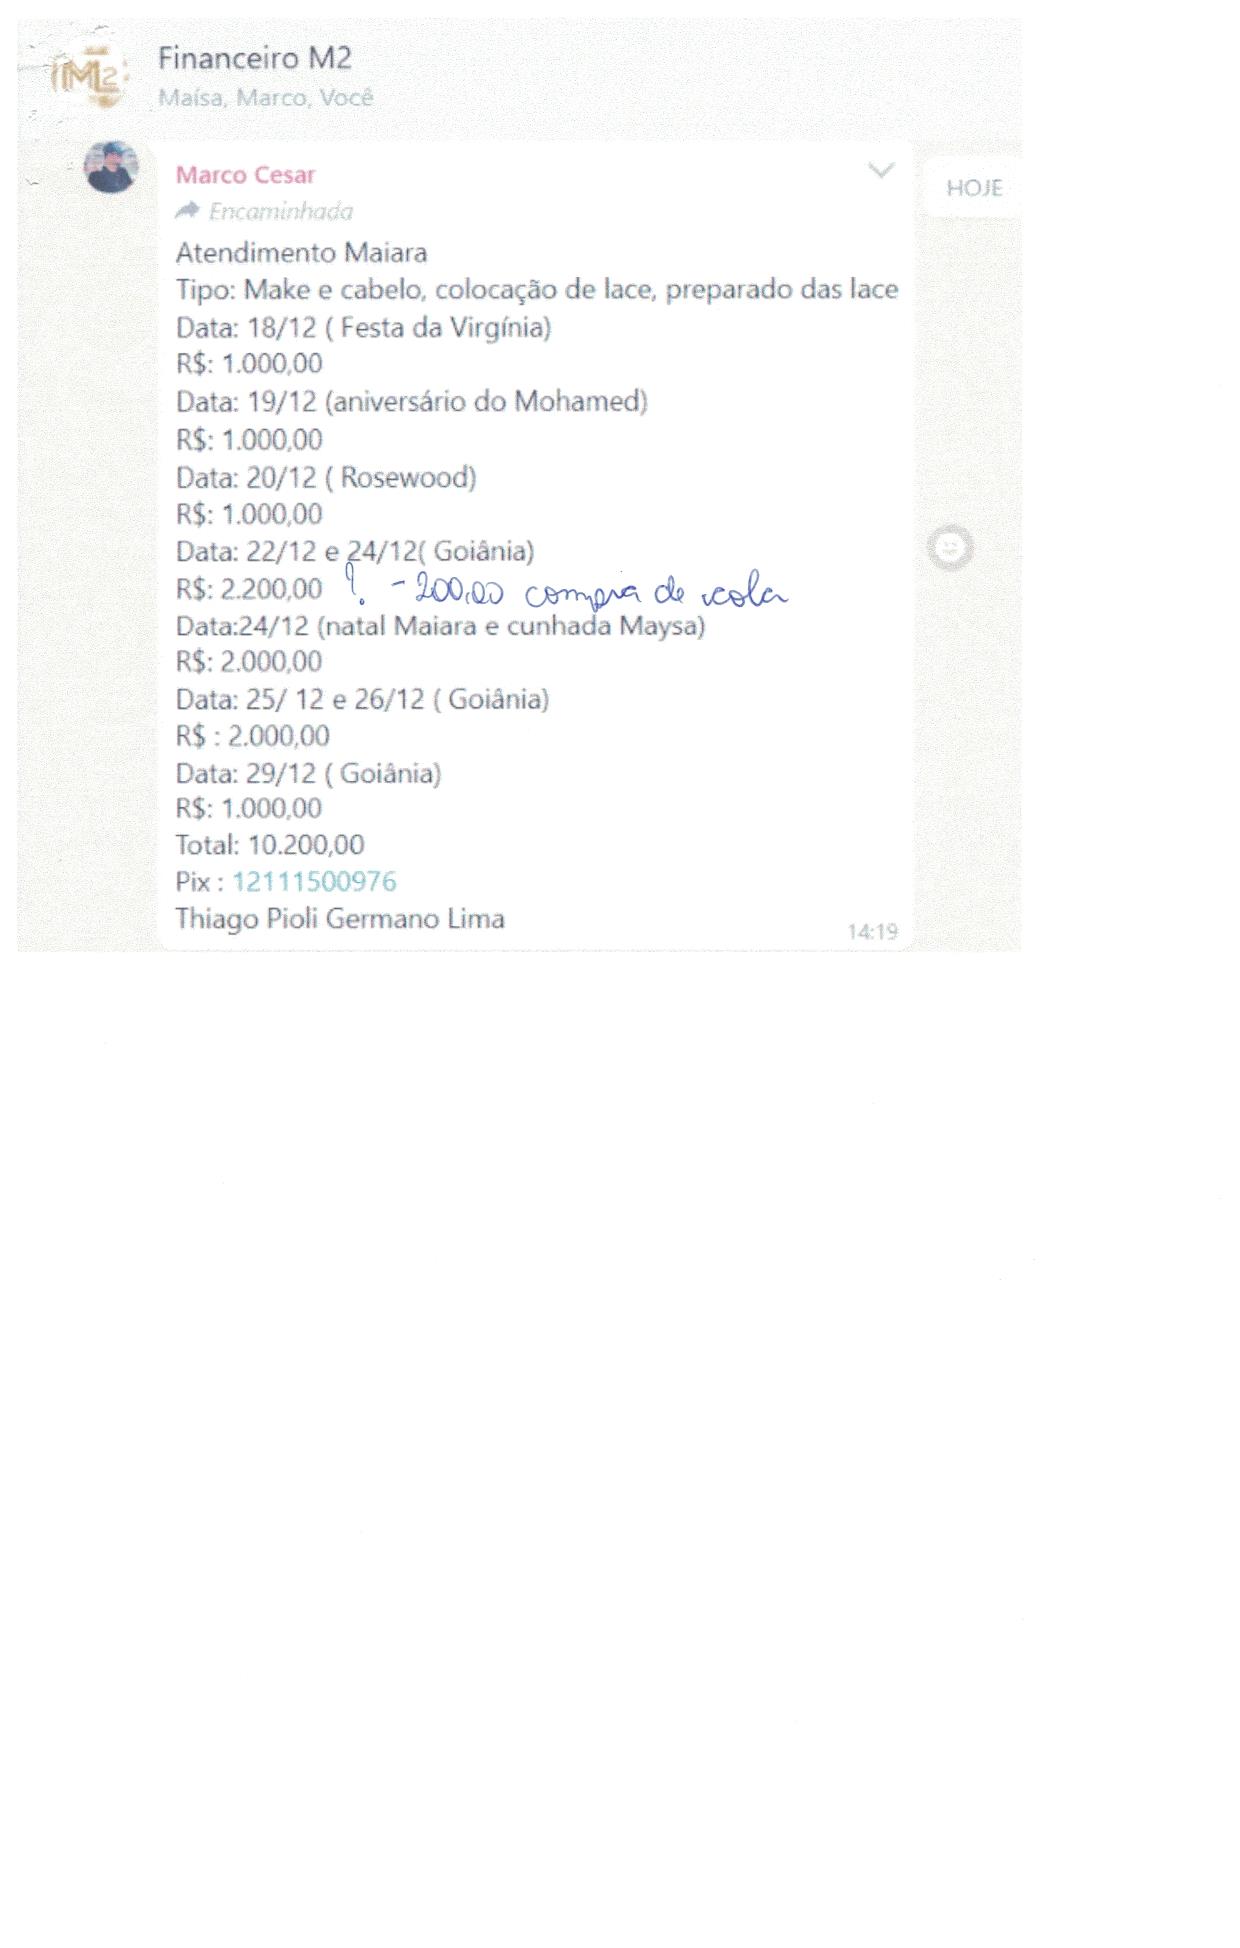 M2
Financeiro M2
Maísa, Marco, Você
Marco Cesar
HOJE
Encaminhada
Atendimento Maiara
Tipo: Make e cabelo, colocação de lace, preparado das lace
Data: 18/12 ( Festa da Virgínia)
R$: 1.000,00
Data: 19/12 (aniversário do Mohamed)
R$: 1.000,00
Data: 20/12 ( Rosewood)
R$: 1.000,00
Data: 22/12 e 24/12( Goiânia)
R$: 2.200,00 ? - 200,00 compra de cola
Data:24/12 (natal Maiara e cunhada Maysa)
R$: 2.000,00
Data: 25/ 12 e 26/12 ( Goiânia)
R$ : 2.000,00
Data: 29/12 ( Goiânia)
R$: 1.000,00
Total: 10.200,00
Pix : 12111500976
Thiago Pioli Germano Lima
14:19